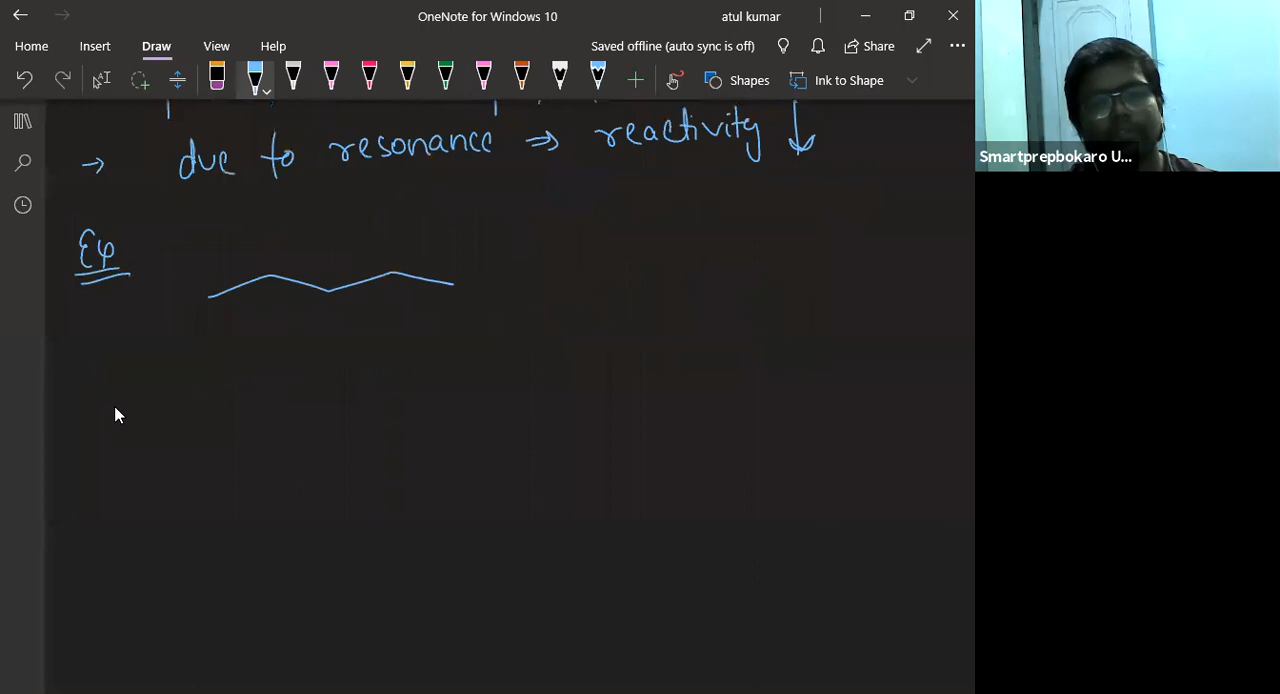 OneNote for Windows 10
atul kumar
Home Insert Draw View Help
Saved offline (auto sync is off)
Share
Shapes
Ink to Shape
→ due to resonance ⇒ reactivity ↓
Smartprepbokaro U...